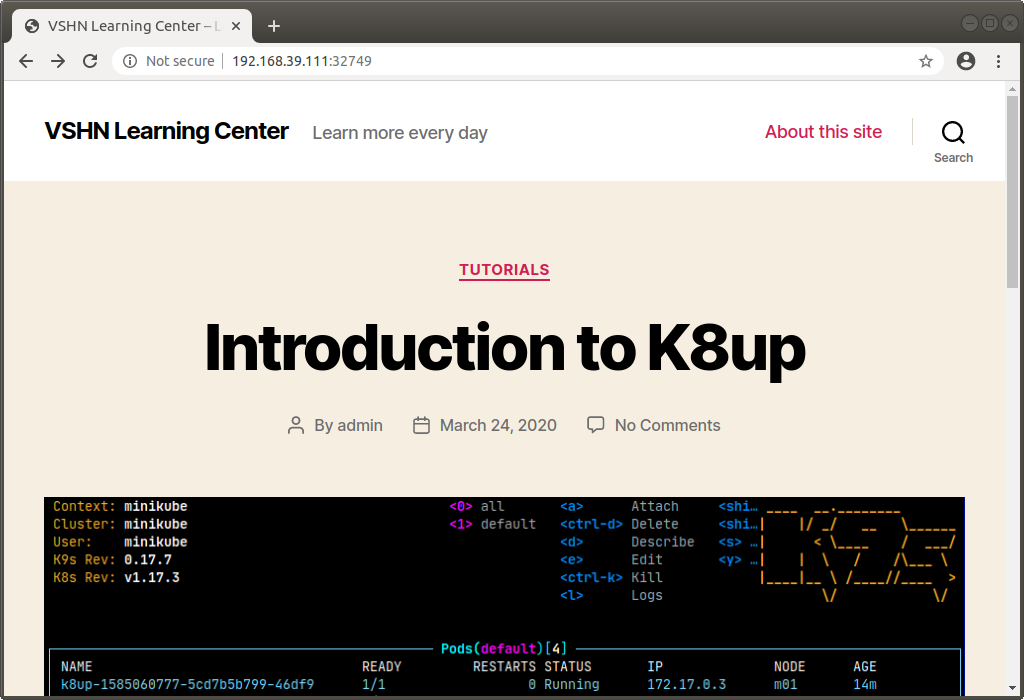 VSHN Learning Center – L
Not secure | 192.168.39.111:32749
VSHN Learning Center Learn more every day About this site
Search
TUTORIALS
Introduction to K8up
By admin March 24, 2020 No Comments
Context: minikube <0> all <a> Attach <shi…
Cluster: minikube <1> default <ctrl-d> Delete <shi…
User: minikube <d> Describe <s> …
K9s Rev: 0.17.7 <e> Edit <y> …
K8s Rev: v1.17.3 <ctrl-k> Kill
<l> Logs
Pods(default)[4]
NAME READY RESTARTS STATUS IP NODE AGE
k8up-1585060777-5cd7b5b799-46df9 1/1 0 Running 172.17.0.3 m01 14m